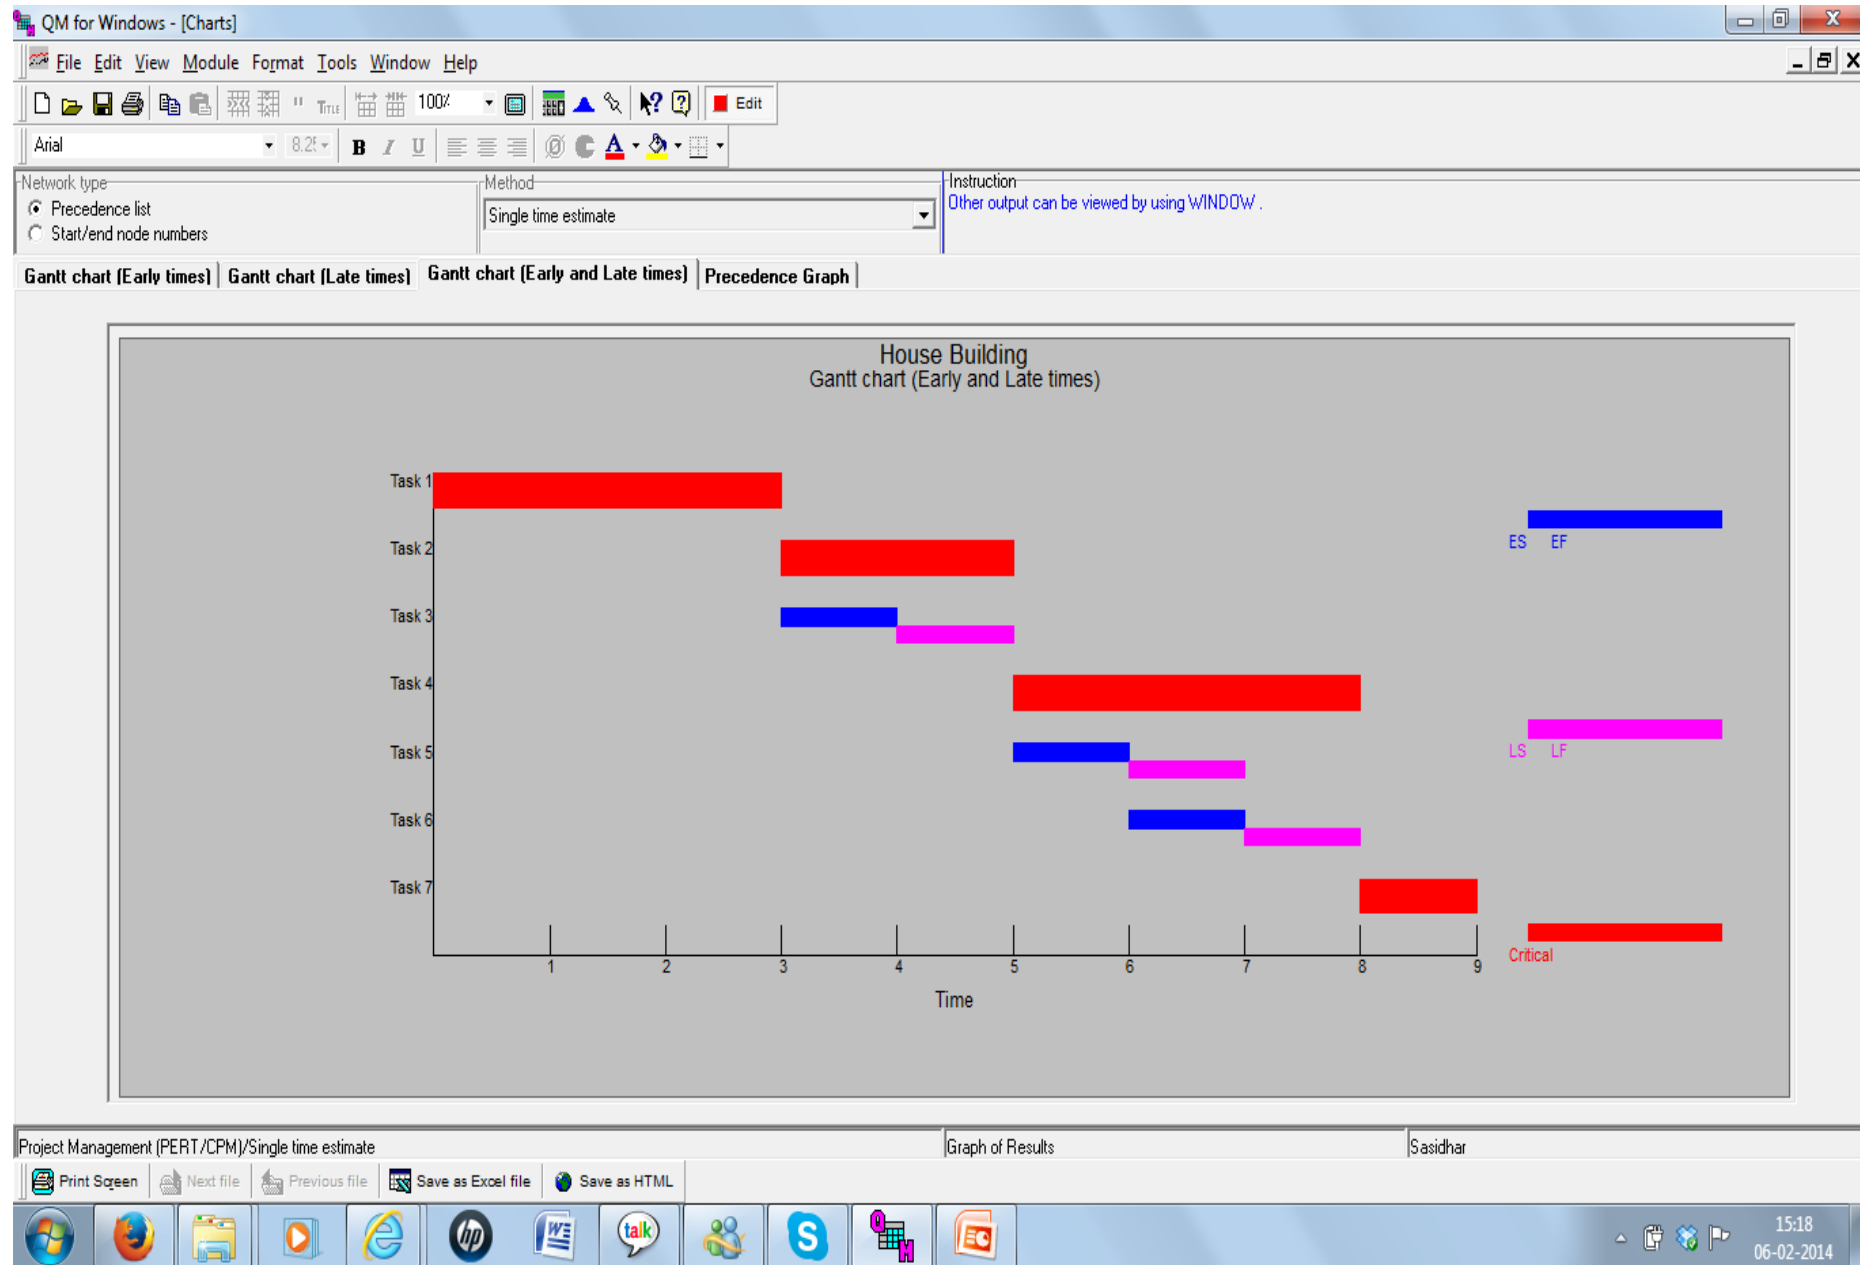 QM for Windows - [Charts]
File Edit View Module Format Tools Window Help
TITLE 100% Edit
Arial 8.25 B I U A
Network type
Precedence list
Start/end node numbers
Method
Single time estimate
Instruction
Other output can be viewed by using WINDOW .
Gantt chart (Early times) Gantt chart (Late times) Gantt chart (Early and Late times) Precedence Graph
House Building
Gantt chart (Early and Late times)
Task 1
Task 2
Task 3
Task 4
Task 5
Task 6
Task 7
ES EF
LS LF
Critical
1 2 3 4 5 6 7 8 9
Time
Project Management (PERT/CPM)/Single time estimate Graph of Results Sasidhar
Print Screen Next file Previous file Save as Excel file Save as HTML
hp W talk S Q M P
15:18
06-02-2014